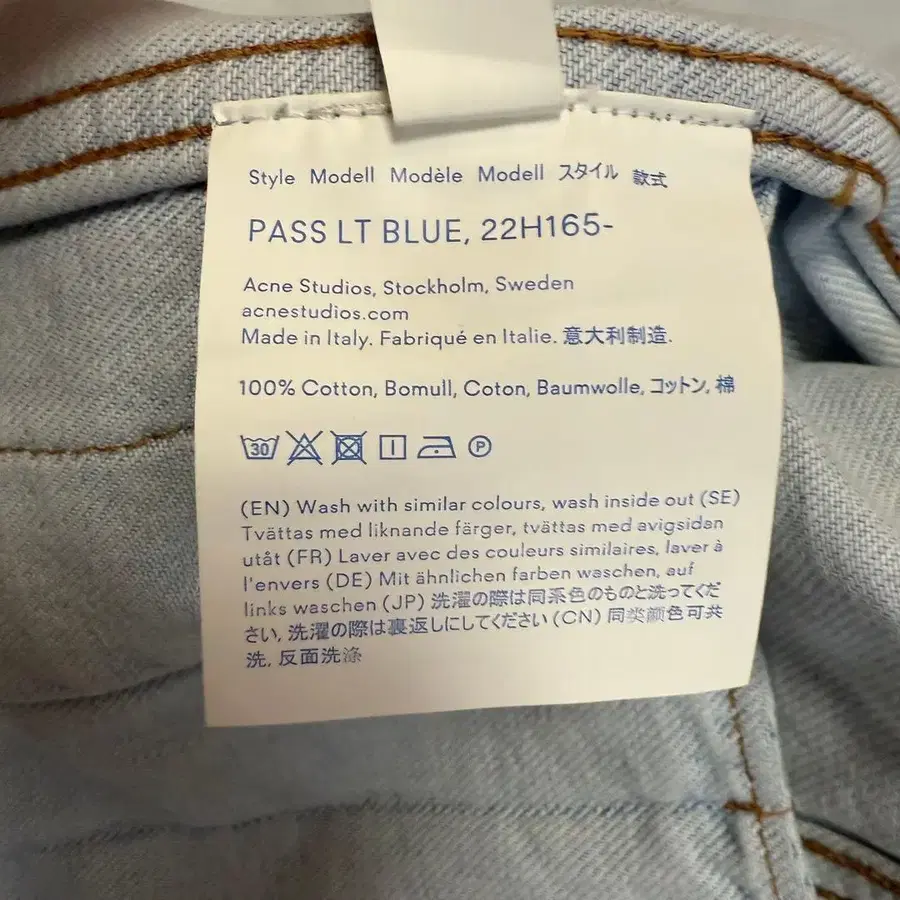 Style Modell Modèle Modell スタイル 款式
PASS LT BLUE, 22H165-
Acne Studios, Stockholm, Sweden
acnestudios.com
Made in Italy. Fabriqué en Italie. 意大利制造.
100% Cotton, Bomull, Coton, Baumwolle, コットン, 棉
30 P
(EN) Wash with similar colours, wash inside out (SE)
Tvättas med liknande färger, tvättas med avigsidan
utåt (FR) Laver avec des couleurs similaires, laver à
l'envers (DE) Mit ähnlichen farben waschen, auf
links waschen (JP) 洗濯の際は同系色のものと洗ってくだ
さい, 洗濯の際は裏返しにしてください (CN) 同类颜色可共
洗, 反面洗涤